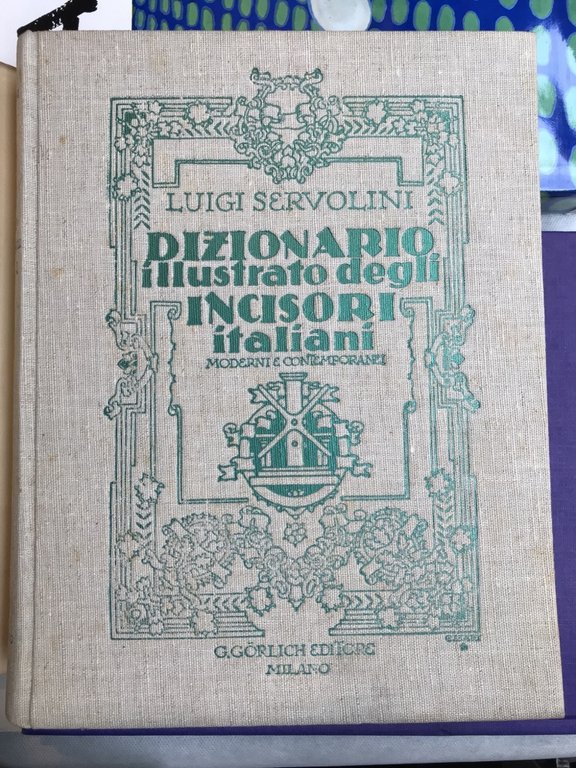 LUIGI SERVOLINI
DIZIONARIO
illustrato degli
INCISORI
italiani
MODERNI E CONTEMPORANEI
G. GÖRLICH EDITORE
MILANO